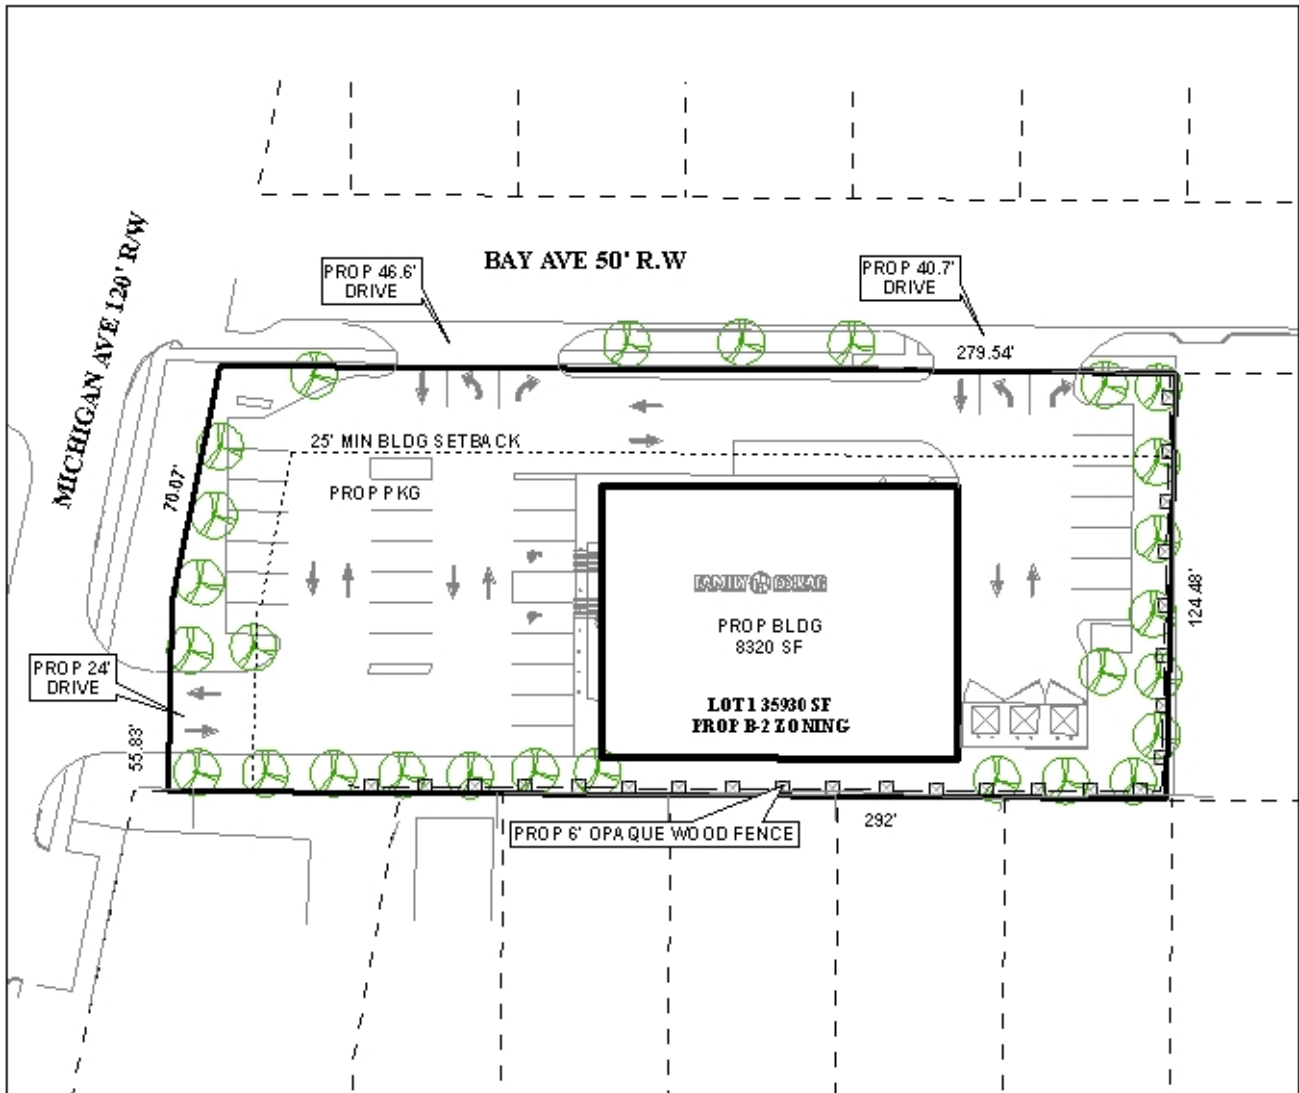 BAY AVE 50' R.W
MICHIGAN AVE 120' R/W
PROP 46.6'
DRIVE
PROP 40.7'
DRIVE
279.54'
25' MIN BLDG SETBACK
70.07'
PROP PKG
FAMILY DOLLAR
PROP BLDG
8320 SF
124.48'
LOT 1 35930 SF
PROP B-2 ZONING
PROP 24'
DRIVE
55.83'
PROP 6' OPAQUE WOOD FENCE
292'